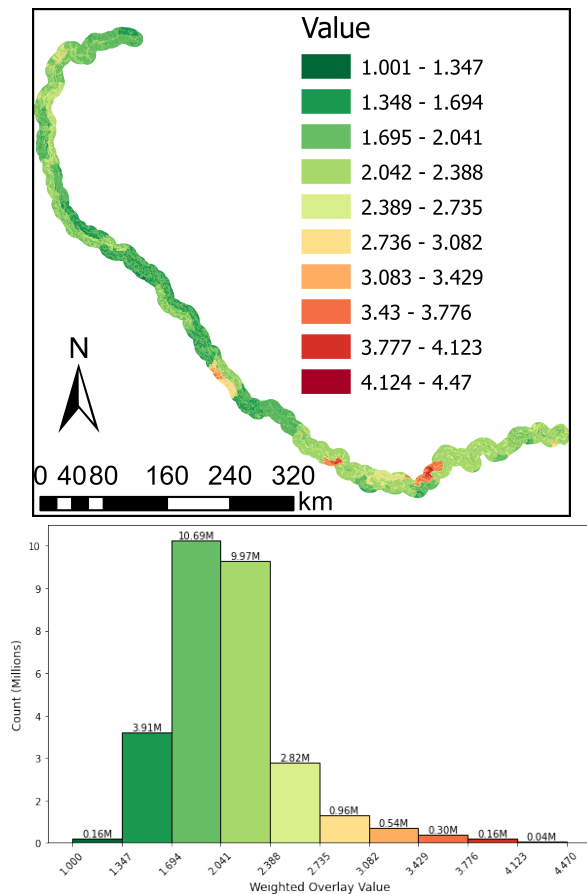 Value
1.001 - 1.347
1.348 - 1.694
1.695 - 2.041
2.042 - 2.388
2.389 - 2.735
2.736 - 3.082
3.083 - 3.429
3.43 - 3.776
3.777 - 4.123
4.124 - 4.47
N
0 40 80 160 240 320
km
Count (Millions)
10
9
8
6
4
3
2
0
0.16M
3.91M
10.69M
9.97M
2.82M
0.96M
0.54M
0.30M
0.16M
0.04M
1.000 1.347 1.694 2.041 2.388 2.735 3.082 3.429 3.776 4.123 4.470
Weighted Overlay Value